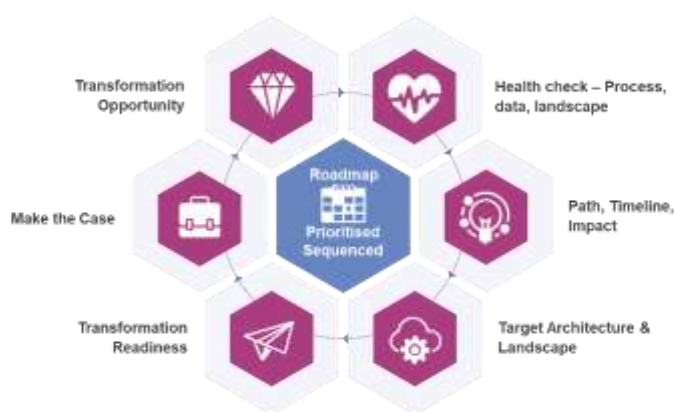 Transformation
Opportunity
Health check – Process,
data, landscape
Roadmap
Prioritised
Sequenced
Make the Case
Path, Timeline,
Impact
Transformation
Readiness
Target Architecture &
Landscape